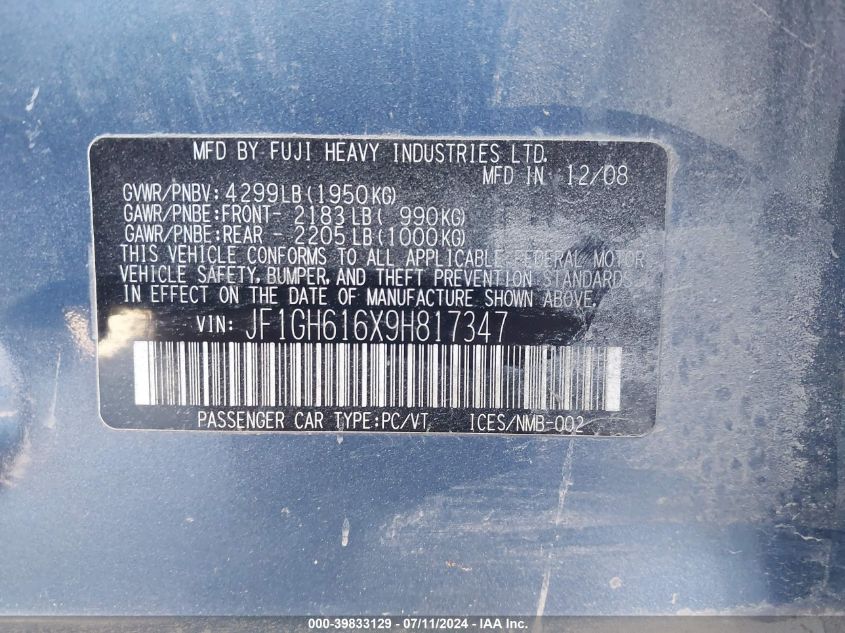 MFD BY FUJI HEAVY INDUSTRIES LTD.
MFD IN 12/08
GVWR/PNBV: 4299LB(1950KG)
GAWR/PNBE:FRONT- 2183LB( 990KG)
GAWR/PNBE:REAR - 2205LB(1000KG)
THIS VEHICLE CONFORMS TO ALL APPLICABLE FEDERAL MOTOR
VEHICLE SAFETY, BUMPER, AND THEFT PREVENTION STANDARDS
IN EFFECT ON THE DATE OF MANUFACTURE SHOWN ABOVE.
VIN: JF1GH616X9H817347
PASSENGER CAR TYPE:PC/VT ICES/NMB-002
000-39833129 - 07/11/2024 - IAA Inc.